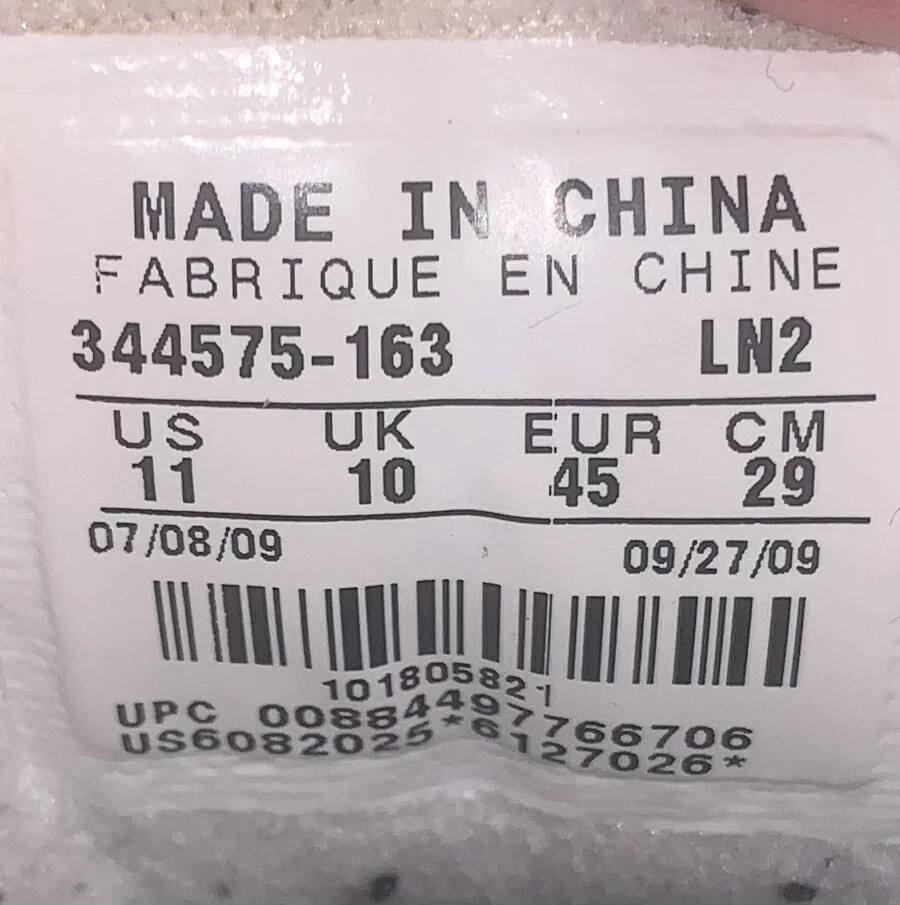 MADE IN CHINA
FABRIQUE EN CHINE
344575-163 LN2
US UK EUR CM
11 10 45 29
07/08/09 09/27/09
101805821
UPC 00884497766706
US6082025*6127026*